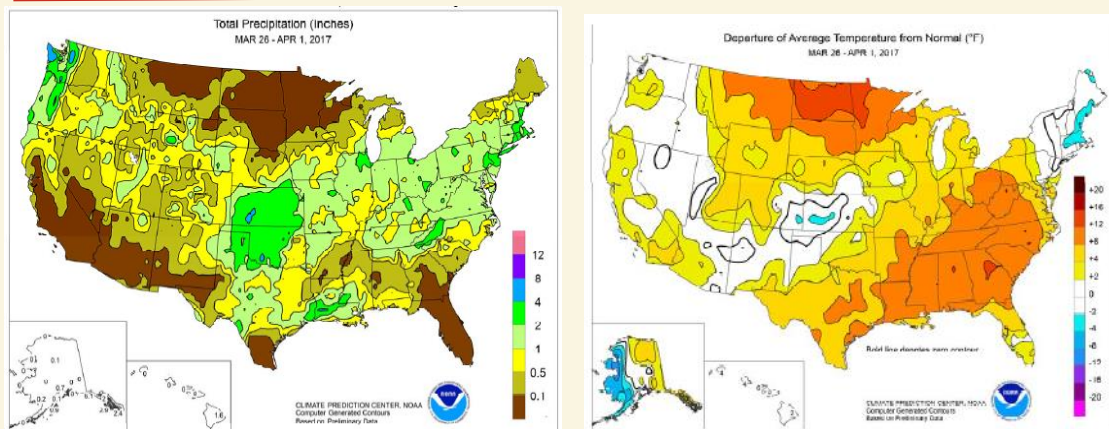 Total Precipitation (Inches)
MAR 26 - APR 1, 2017
12
8
4
2
1
0.5
0.1
CLIMATE PREDICTION CENTER, NOAA
Computer Generated Contours
Based on Preliminary Data
noaa
Departure of Average Temperature from Normal (°F)
MAR 26 - APR 1, 2017
+20
+16
+12
+8
+4
+2
0
-2
-4
-8
-12
-16
-20
Bold line denotes zero contour
CLIMATE PREDICTION CENTER, NOAA
Computer Generated Contours
Based on Preliminary Data
noaa